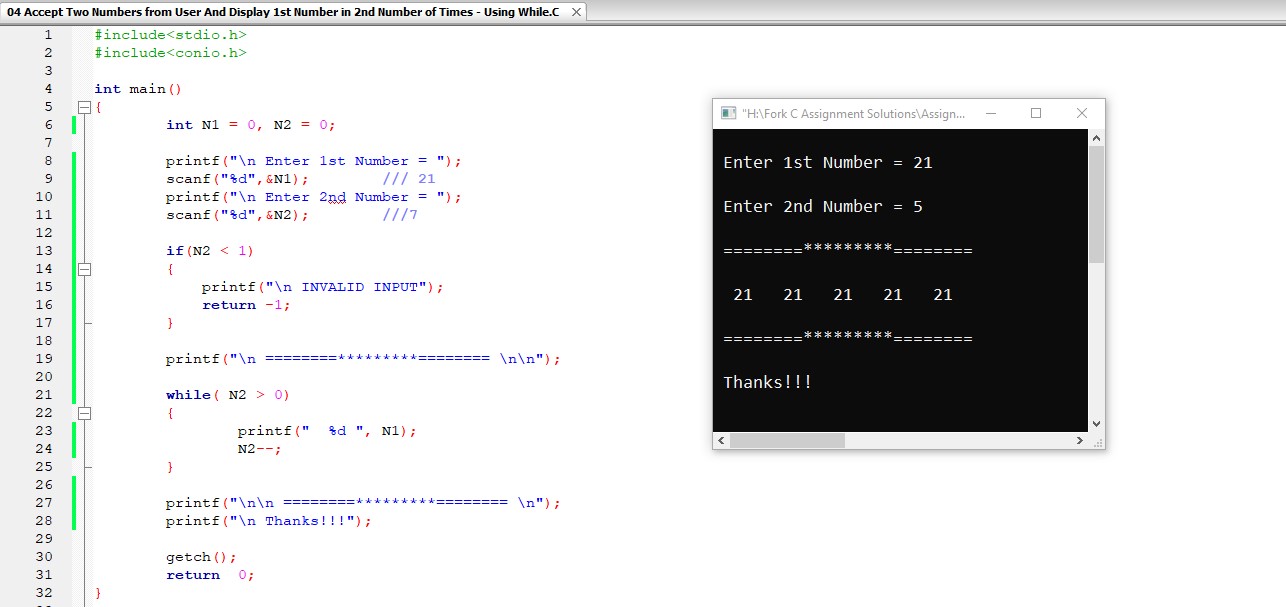 04 Accept Two Numbers from User And Display 1st Number in 2nd Number of Times - Using While.C
1 #include<stdio.h>
2 #include<conio.h>
3
4 int main()
5 {
6 int N1 = 0, N2 = 0;
7
8 printf("\n Enter 1st Number = ");
9 scanf("%d",&N1); /// 21
10 printf("\n Enter 2nd Number = ");
11 scanf("%d",&N2); ///7
12
13 if(N2 < 1)
14 {
15 printf("\n INVALID INPUT");
16 return -1;
17 }
18
19 printf("\n ========*********======== \n\n");
20
21 while( N2 > 0)
22 {
23 printf("  %d ", N1);
24 N2--;
25 }
26
27 printf("\n\n ========*********======== \n");
28 printf("\n Thanks!!!");
29
30 getch();
31 return  0;
32 }
"H:\Fork C Assignment Solutions\Assign...
Enter 1st Number = 21
Enter 2nd Number = 5
========*********========
21 21 21 21 21
========*********========
Thanks!!!